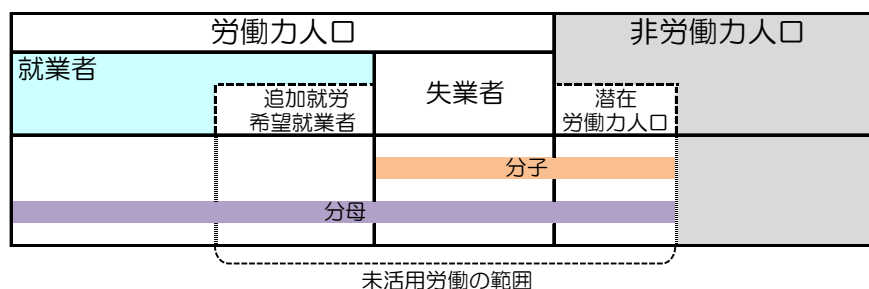 労働力人口
非労働力人口
就業者
追加就労
希望就業者
失業者
潜在
労働力人口
分子
分母
未活用労働の範囲